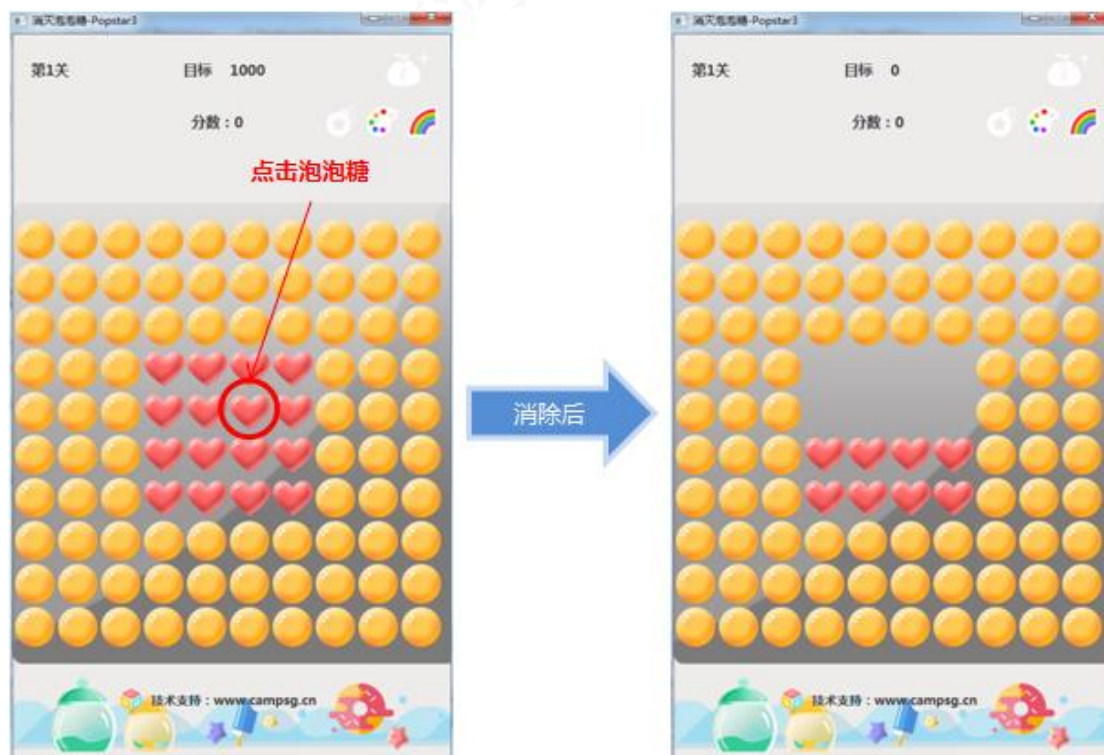 消灭泡泡糖-Popstar3
第1关
目标 1000
分数：0
点击泡泡糖
技术支持：www.campsg.cn
消除后
消灭泡泡糖-Popstar3
第1关
目标 0
分数：0
技术支持：www.campsg.cn